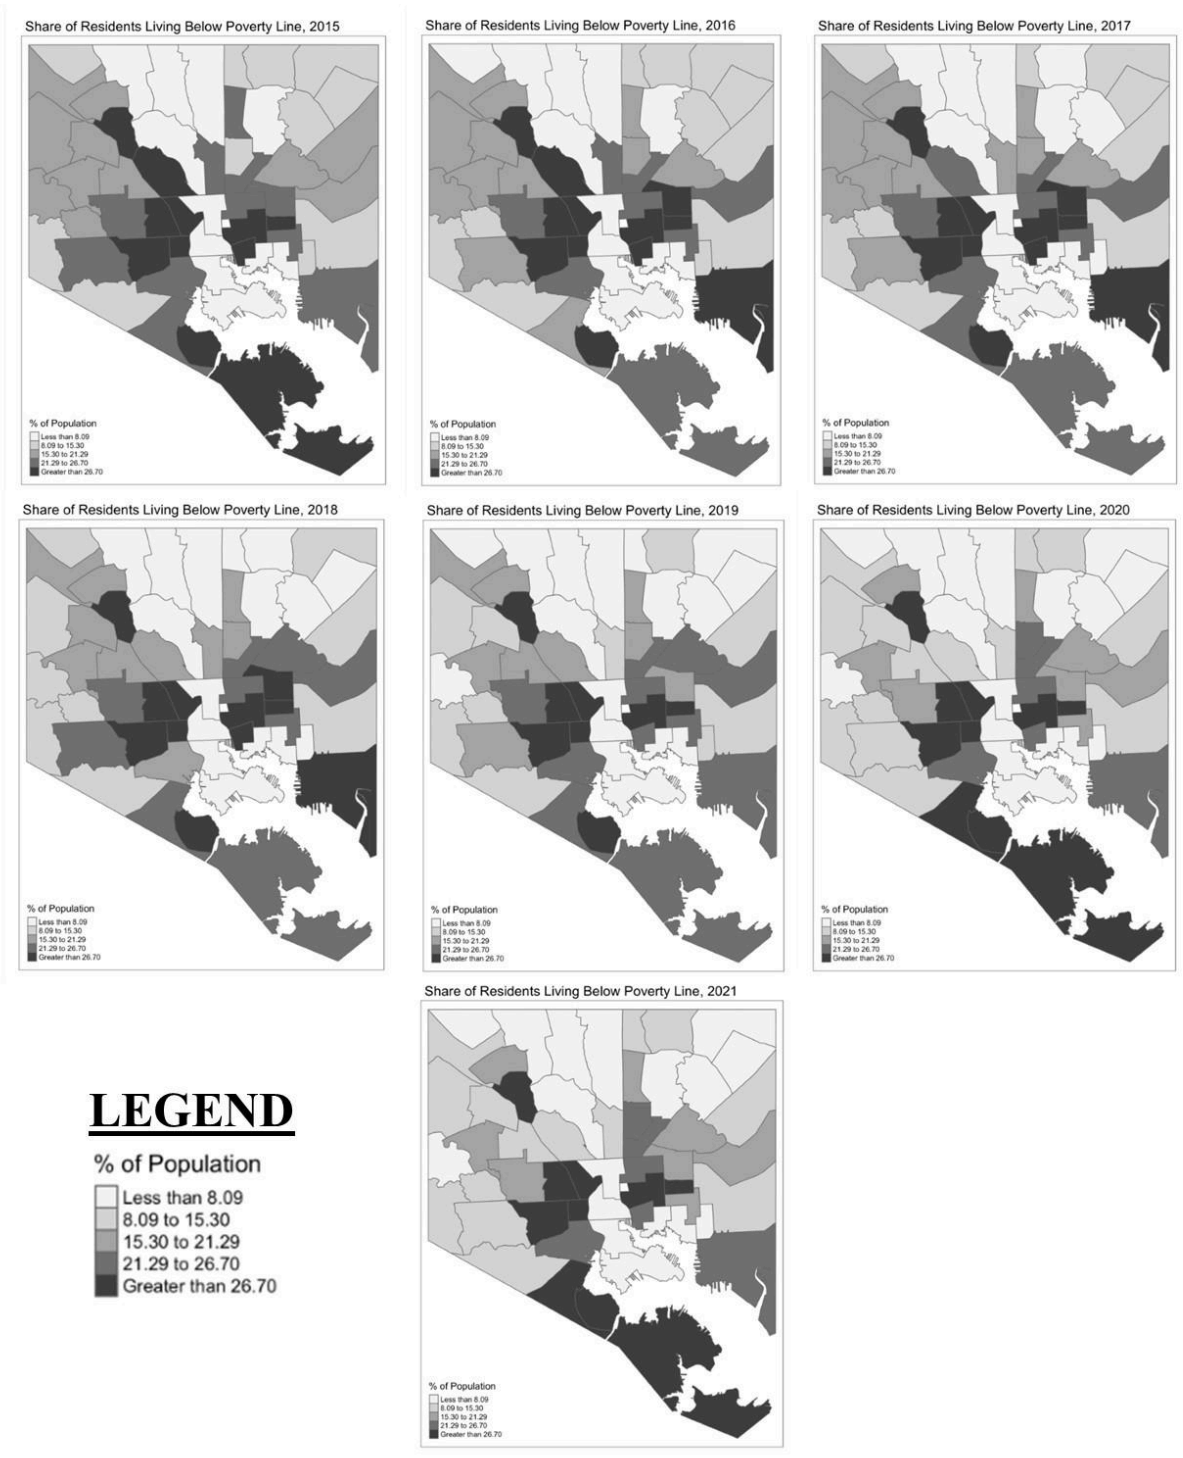 Share of Residents Living Below Poverty Line, 2015
% of Population
Less than 8.09
8.09 to 15.30
15.30 to 21.29
21.29 to 26.70
Greater than 26.70
Share of Residents Living Below Poverty Line, 2016
% of Population
Less than 8.09
8.09 to 15.30
15.30 to 21.29
21.29 to 26.70
Greater than 26.70
Share of Residents Living Below Poverty Line, 2017
% of Population
Less than 8.09
8.09 to 15.30
15.30 to 21.29
21.29 to 26.70
Greater than 26.70
Share of Residents Living Below Poverty Line, 2018
% of Population
Less than 8.09
8.09 to 15.30
15.30 to 21.29
21.29 to 26.70
Greater than 26.70
Share of Residents Living Below Poverty Line, 2019
% of Population
Less than 8.09
8.09 to 15.30
15.30 to 21.29
21.29 to 26.70
Greater than 26.70
Share of Residents Living Below Poverty Line, 2020
% of Population
Less than 8.09
8.09 to 15.30
15.30 to 21.29
21.29 to 26.70
Greater than 26.70
LEGEND
% of Population
Less than 8.09
8.09 to 15.30
15.30 to 21.29
21.29 to 26.70
Greater than 26.70
Share of Residents Living Below Poverty Line, 2021
% of Population
Less than 8.09
8.09 to 15.30
15.30 to 21.29
21.29 to 26.70
Greater than 26.70